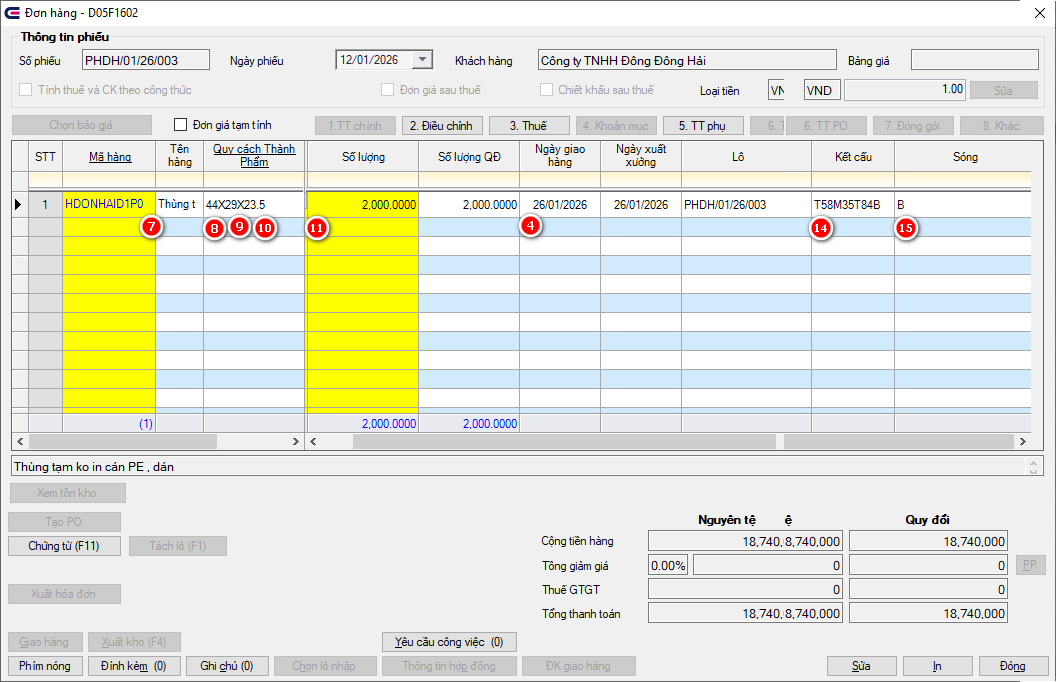 Đơn hàng - D05F1602
Thông tin phiếu
Số phiếu PHDH/01/26/003 Ngày phiếu 12/01/2026 Khách hàng Công ty TNHH Đông Đông Hải Bảng giá
Tính thuế và CK theo công thức Đơn giá sau thuế Chiết khấu sau thuế Loại tiền VN VND 1.00 Sửa
Chọn báo giá Đơn giá tạm tính 1.TT chính 2. Điều chỉnh 3. Thuế 4. Khoản mục 5. TT phụ 6. T 6. TT PO 7. Đóng gói 8. Khác
STT Mã hàng Tên hàng Quy cách Thành Phẩm Số lượng Số lượng QĐ Ngày giao hàng Ngày xuất xưởng Lô Kết cấu Sóng
1 HDONHAID1P0 Thùng t 44X29X23.5 2,000.0000 2,000.0000 26/01/2026 26/01/2026 PHDH/01/26/003 T58M35T84B B
7 8 9 10 11 4 14 15
(1) 2,000.0000 2,000.0000
Thùng tạm ko in cán PE , dán
Xem tồn kho
Tạo PO
Chứng từ (F11) Tách lô (F1)
Xuất hóa đơn
Nguyên tệ ệ Quy đổi
Cộng tiền hàng 18,740, 8,740,000 18,740,000
Tổng giảm giá 0.00% 0 0 PP
Thuế GTGT 0 0
Tổng thanh toán 18,740, 8,740,000 18,740,000
Giao hàng Xuất kho (F4) Yêu cầu công việc (0)
Phím nóng Đính kèm (0) Ghi chú (0) Chọn lô nhập Thông tin hợp đồng ĐK giao hàng Sửa In Đóng